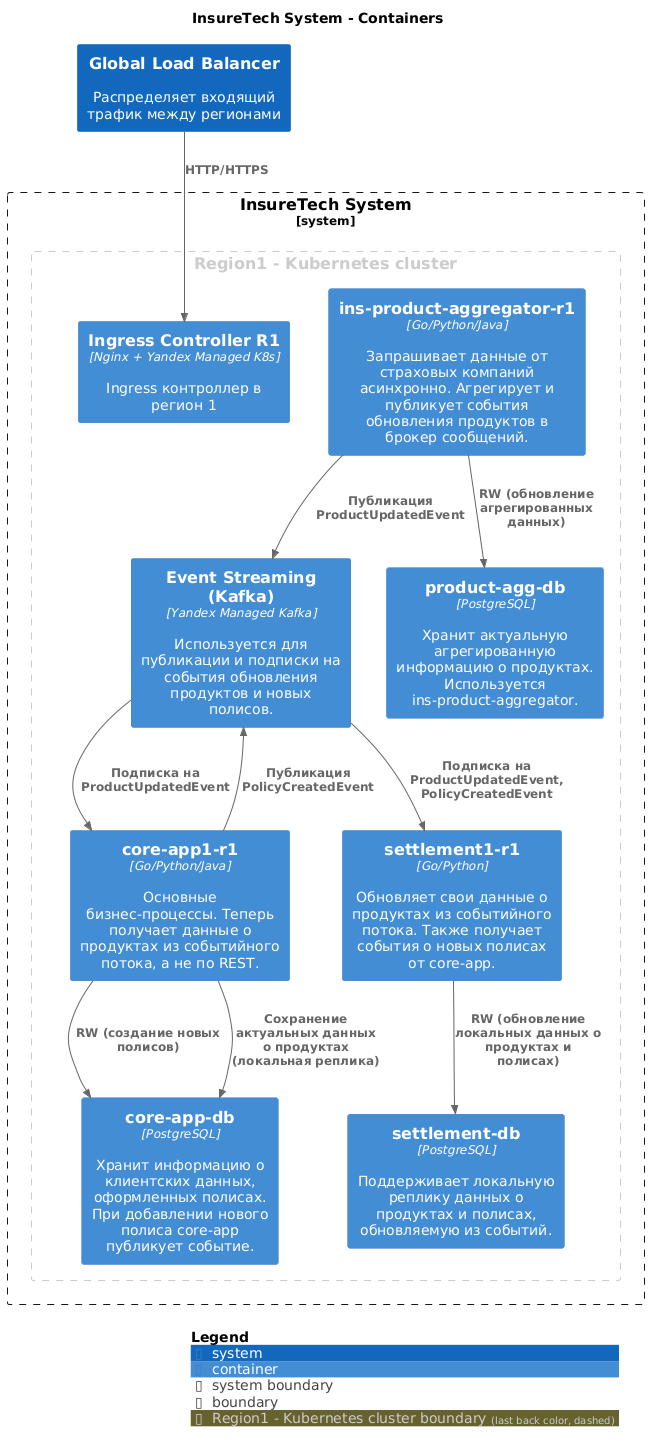 InsureTech System - Containers
Global Load Balancer
Распределяет входящий
трафик между регионами
HTTP/HTTPS
InsureTech System
[system]
Region1 - Kubernetes cluster
Ingress Controller R1
[Nginx + Yandex Managed K8s]
Ingress контроллер в
регион 1
ins-product-aggregator-r1
[Go/Python/Java]
Запрашивает данные от
страховых компаний
асинхронно. Агрегирует и
публикует события
обновления продуктов в
брокер сообщений.
Публикация
ProductUpdatedEvent
RW (обновление
агрегированных
данных)
Event Streaming
(Kafka)
[Yandex Managed Kafka]
Используется для
публикации и подписки на
события обновления
продуктов и новых
полисов.
product-agg-db
[PostgreSQL]
Хранит актуальную
агрегированную
информацию о продуктах.
Используется
ins-product-aggregator.
Подписка на
ProductUpdatedEvent
Публикация
PolicyCreatedEvent
Подписка на
ProductUpdatedEvent,
PolicyCreatedEvent
core-app1-r1
[Go/Python/Java]
Основные
бизнес-процессы. Теперь
получает данные о
продуктах из событийного
потока, а не по REST.
settlement1-r1
[Go/Python]
Обновляет свои данные о
продуктах из событийного
потока. Также получает
события о новых полисах
от core-app.
RW (создание новых
полисов)
Сохранение
актуальных данных
о продуктах
(локальная реплика)
RW (обновление
локальных данных о
продуктах и
полисах)
core-app-db
[PostgreSQL]
Хранит информацию о
клиентских данных,
оформленных полисах.
При добавлении нового
полиса core-app
публикует событие.
settlement-db
[PostgreSQL]
Поддерживает локальную
реплику данных о
продуктах и полисах,
обновляемую из событий.
Legend
system
container
system boundary
boundary
Region1 - Kubernetes cluster boundary (last back color, dashed)